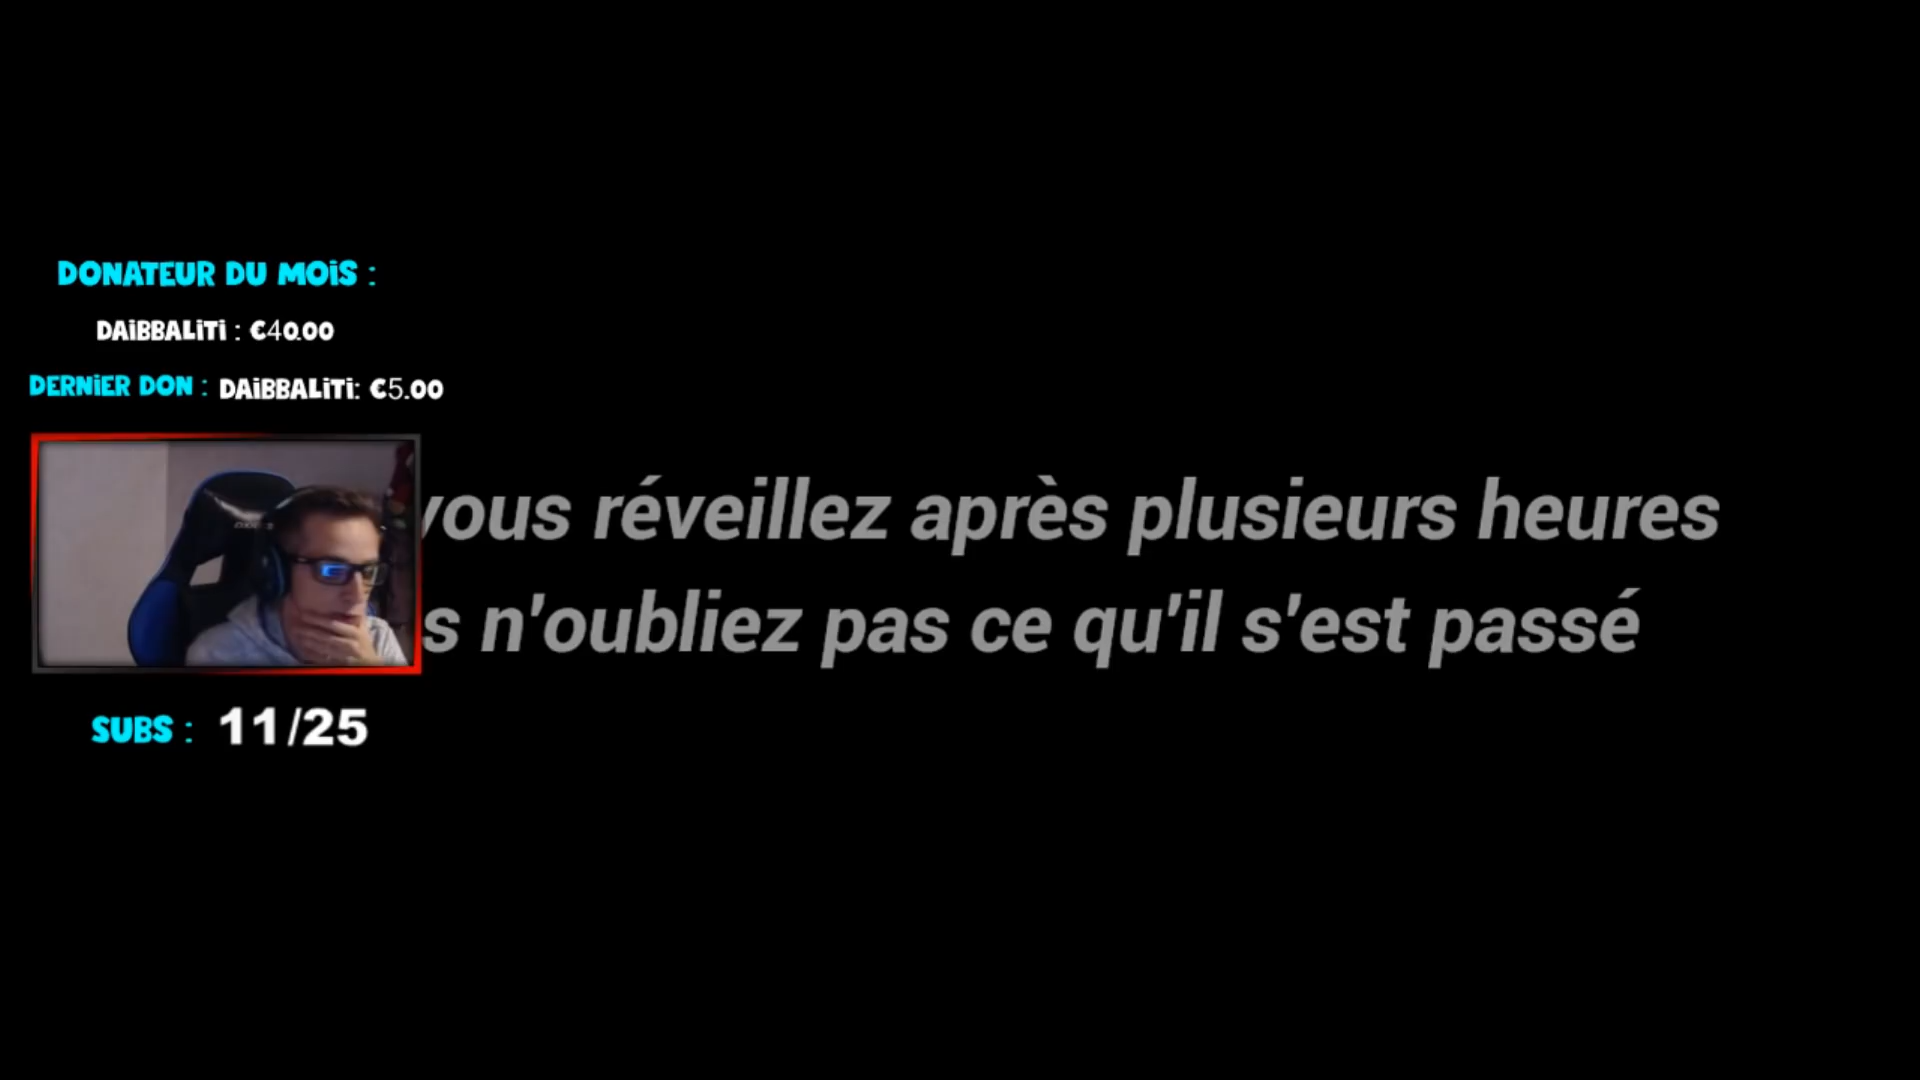 DONATEUR DU MOIS :
DAIBBALITI : €40.00
DERNIER DON : DAIBBALITI: €5.00
vous réveillez après plusieurs heures
n'oubliez pas ce qu'il s'est passé
SUBS : 11/25